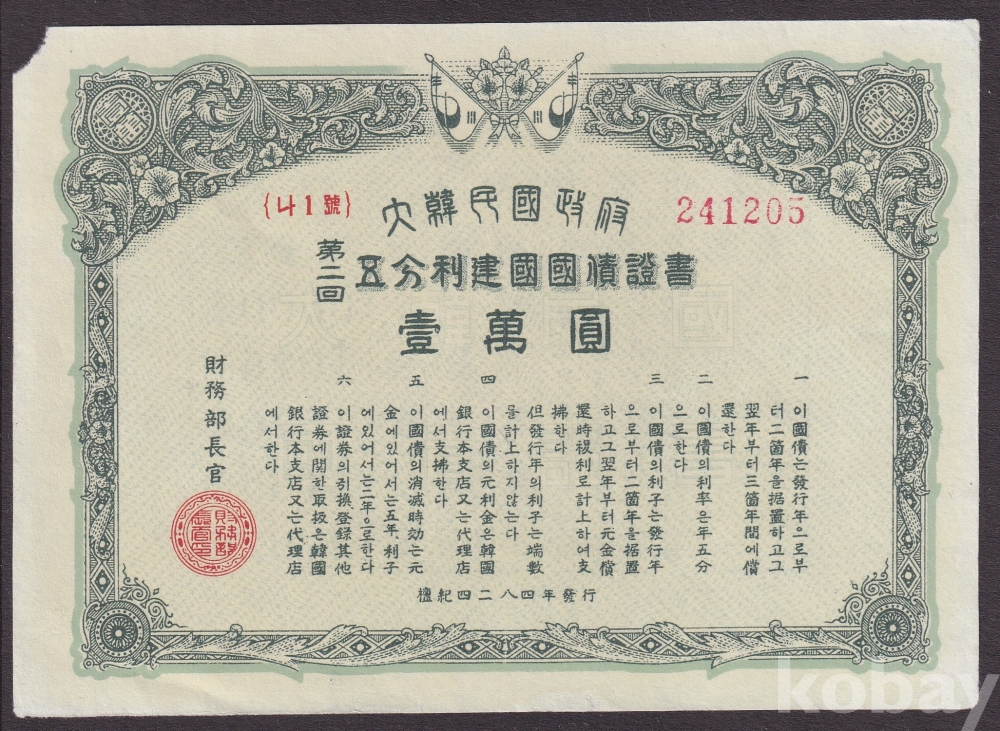 {나1號}
241205
大韓民國政府
第二回
五分利建國國債證書
壹萬圓
一 이國債는發行年으로부
터二箇年을据置하고그
翌年부터三箇年間에償
還한다
二 이國債의利率은年五分
으로한다
三 이國債의利子는發行年
으로부터二箇年을据置
하고그翌年부터元金償
還時複利로計上하여支
拂한다
但發行年의利子는端數
를計上하지않는다
四 이國債의元利金은韓國
銀行本支店又는代理店
에서支拂한다
五 이國債의消滅時効는元
金에있어서는五年、利子
에있어서는二年으로한다
六 이證券의引換登錄其他
證券에關한取扱은韓國
銀行本支店又는代理店
에서한다
財務部長官
檀紀四二八四年發行
kobay